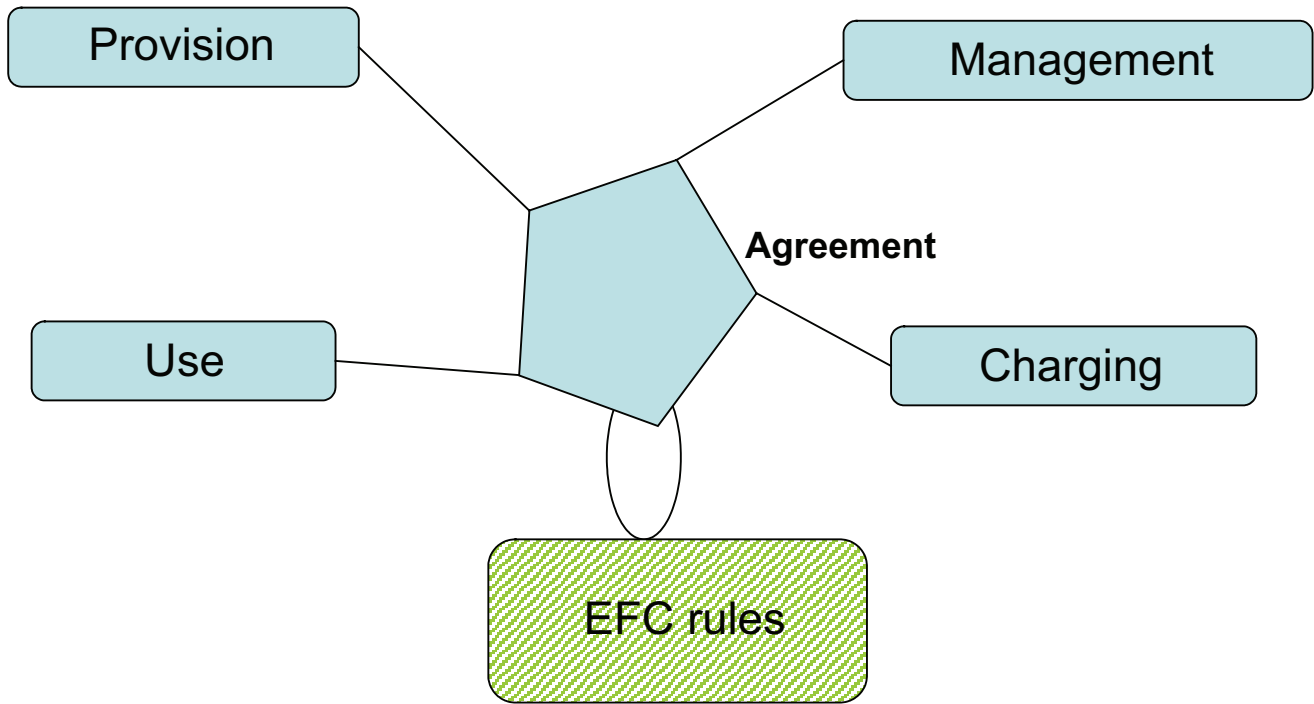 Provision
Management
Agreement
Use
Charging
EFC rules